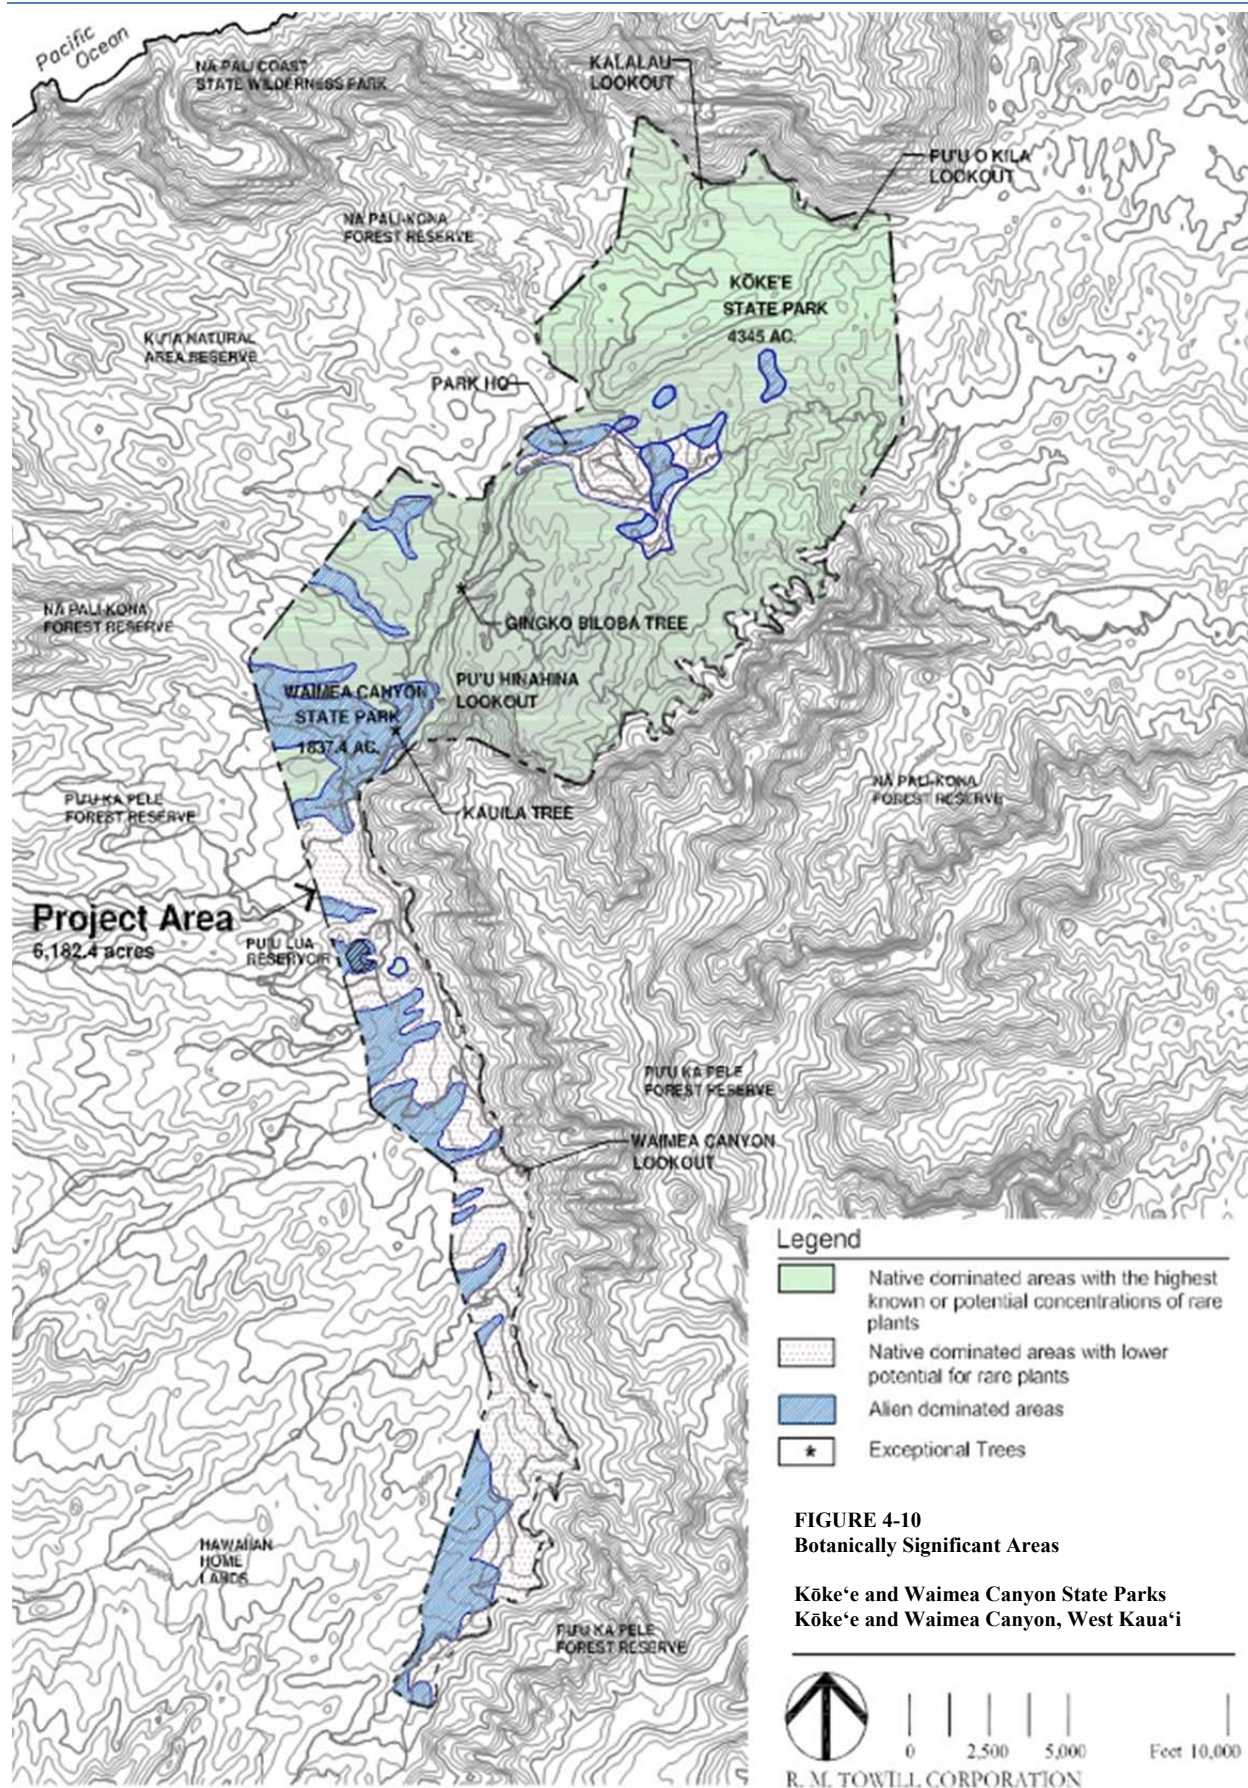 Pacific
Ocean
NA PALI COAST
STATE WILDERNESS PARK
KALALAU
LOOKOUT
PU'U O KILA
LOOKOUT
NA PALI-KONA
FOREST RESERVE
KŌKE'E
STATE PARK
4345 AC.
KU'IA NATURAL
AREA RESERVE
PARK HQ
NA PALI-KONA
FOREST RESERVE
GINGKO BILOBA TREE
PU'U HINAHINA
LOOKOUT
WAIMEA CANYON
STATE PARK
1837.4 AC.
NA PALI-KONA
FOREST RESERVE
PU'U KA PELE
FOREST RESERVE
KAUILA TREE
Project Area
6,182.4 acres
PU'U LUA
RESERVOIR
PU'U KA PELE
FOREST RESERVE
WAIMEA CANYON
LOOKOUT
Legend
Native dominated areas with the highest
known or potential concentrations of rare
plants
Native dominated areas with lower
potential for rare plants
Alien dominated areas
* Exceptional Trees
FIGURE 4-10
Botanically Significant Areas
Kōke‘e and Waimea Canyon State Parks
Kōke‘e and Waimea Canyon, West Kaua‘i
HAWAIIAN
HOME
LANDS
PU'U KA PELE
FOREST RESERVE
0 2,500 5,000 Feet 10,000
R. M. TOWILL CORPORATION